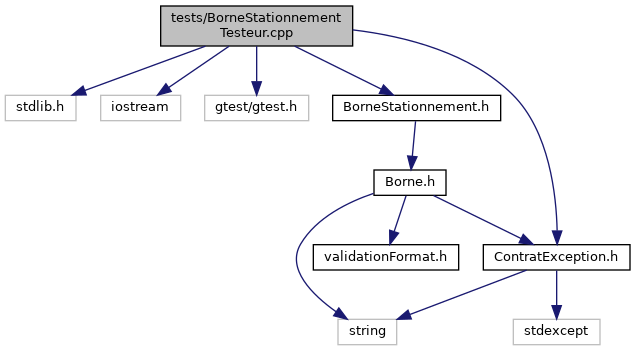 tests/BorneStationnement
Testeur.cpp
stdlib.h
iostream
gtest/gtest.h
BorneStationnement.h
Borne.h
validationFormat.h
ContratException.h
string
stdexcept